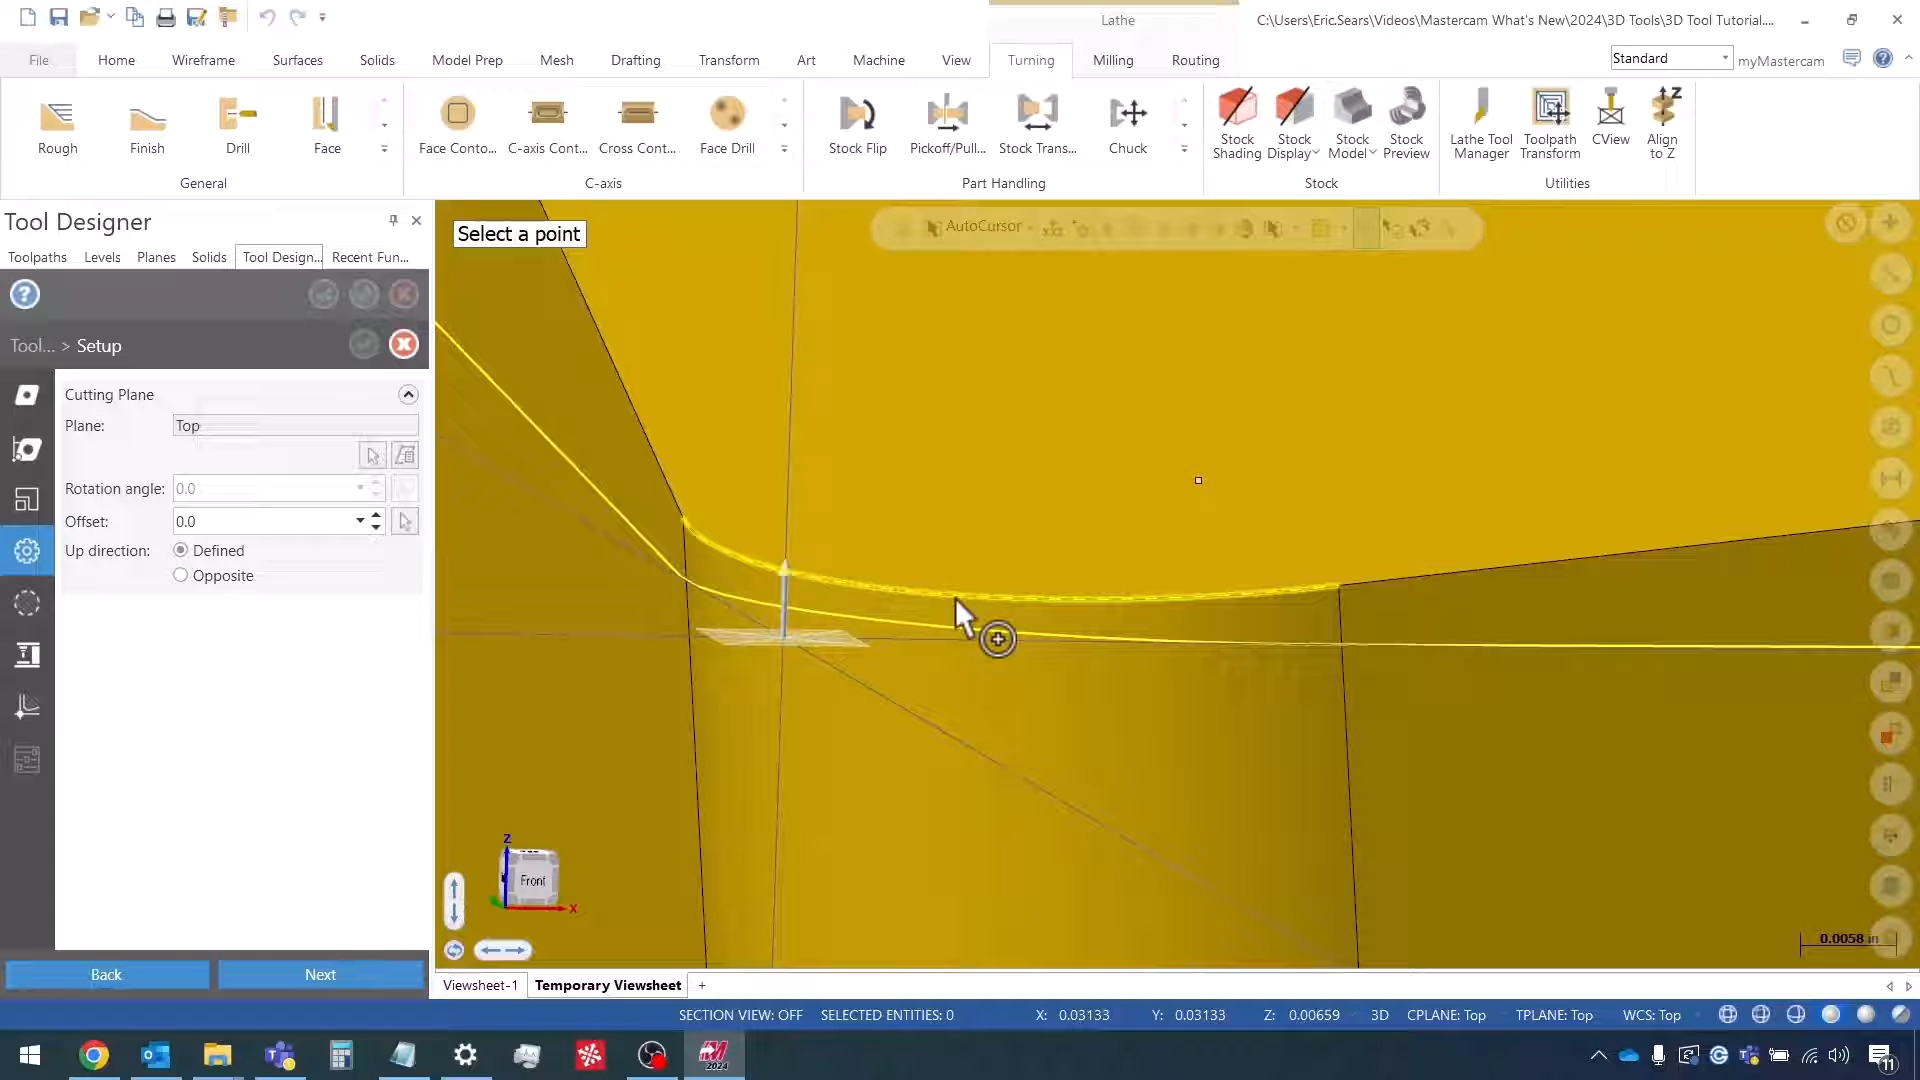 Lathe
C:\Users\Eric.Sears\Videos\Mastercam What's New\2024\3D Tools\3D Tool Tutorial....
File Home Wireframe Surfaces Solids Model Prep Mesh Drafting Transform Art Machine View Turning Milling Routing
Standard
myMastercam
Rough Finish Drill Face
General
Face Conto... C-axis Cont... Cross Cont... Face Drill
C-axis
Stock Flip Pickoff/Pull... Stock Trans... Chuck
Part Handling
Stock Shading Stock Display Stock Model Stock Preview
Stock
Lathe Tool Manager Toolpath Transform CView Align to Z
Utilities
Tool Designer
Toolpaths Levels Planes Solids Tool Design... Recent Fun...
Tool... > Setup
Cutting Plane
Plane: Top
Rotation angle: 0.0
Offset: 0.0
Up direction: Defined
Opposite
Back Next
Select a point
AutoCursor
Z
Front
X
0.0058 in
Viewsheet-1 Temporary Viewsheet +
SECTION VIEW: OFF SELECTED ENTITIES: 0 X: 0.03133 Y: 0.03133 Z: 0.00659 3D CPLANE: Top TPLANE: Top WCS: Top
2024
11